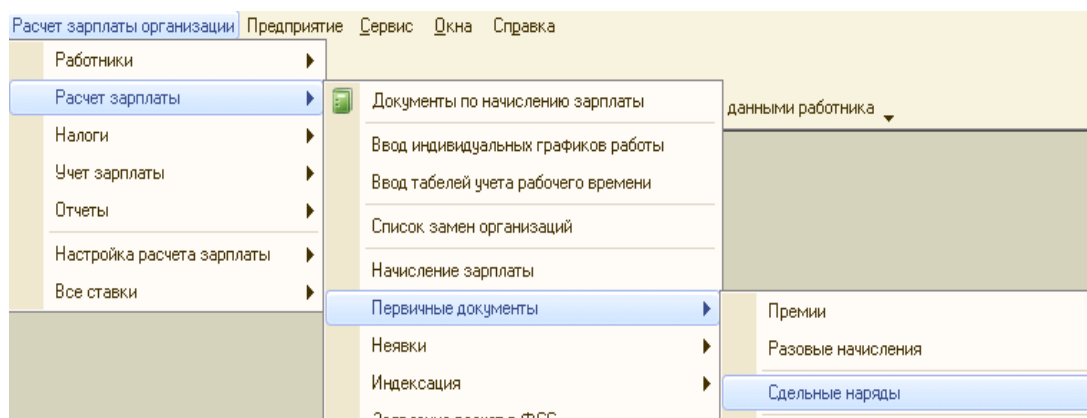 Расчет зарплаты организации Предприятие Сервис Окна Справка
Работники
Расчет зарплаты
Налоги
Учет зарплаты
Отчеты
Настройка расчета зарплаты
Все ставки
Документы по начислению зарплаты
Ввод индивидуальных графиков работы
Ввод табелей учета рабочего времени
Список замен организаций
Начисление зарплаты
Первичные документы
Неявки
Индексация
данными работника
Премии
Разовые начисления
Сдельные наряды